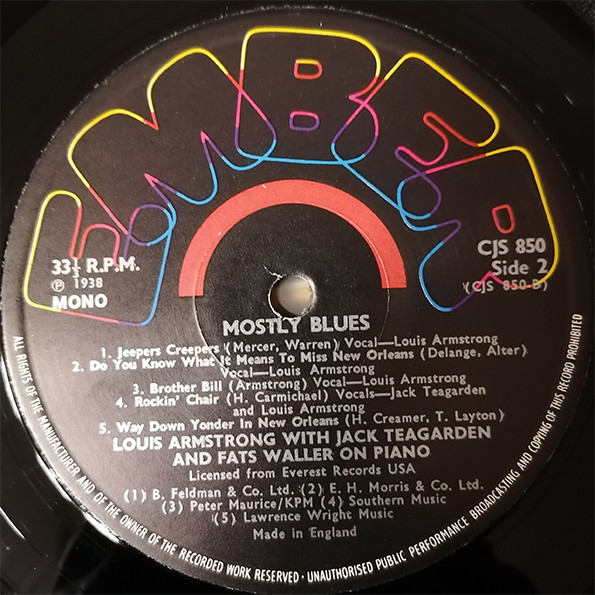 EMBER
33⅓ R.P.M.
Ⓟ 1938
MONO
CJS 850
Side 2
(CJS 850-B)
MOSTLY BLUES
1. Jeepers Creepers (Mercer, Warren) Vocal—Louis Armstrong
2. Do You Know What It Means To Miss New Orleans (Delange, Alter)
Vocal—Louis Armstrong
3. Brother Bill (Armstrong) Vocal—Louis Armstrong
4. Rockin' Chair (H. Carmichael) Vocals—Jack Teagarden
and Louis Armstrong
5. Way Down Yonder In New Orleans (H. Creamer, T. Layton)
LOUIS ARMSTRONG WITH JACK TEAGARDEN
AND FATS WALLER ON PIANO
Licensed from Everest Records USA
(1) B. Feldman & Co. Ltd. (2) E. H. Morris & Co. Ltd.
(3) Peter Maurice/KPM (4) Southern Music
(5) Lawrence Wright Music
Made in England
ALL RIGHTS OF THE MANUFACTURER AND OF THE OWNER OF THE RECORDED WORK RESERVED · UNAUTHORISED PUBLIC PERFORMANCE BROADCASTING AND COPYING OF THIS RECORD PROHIBITED